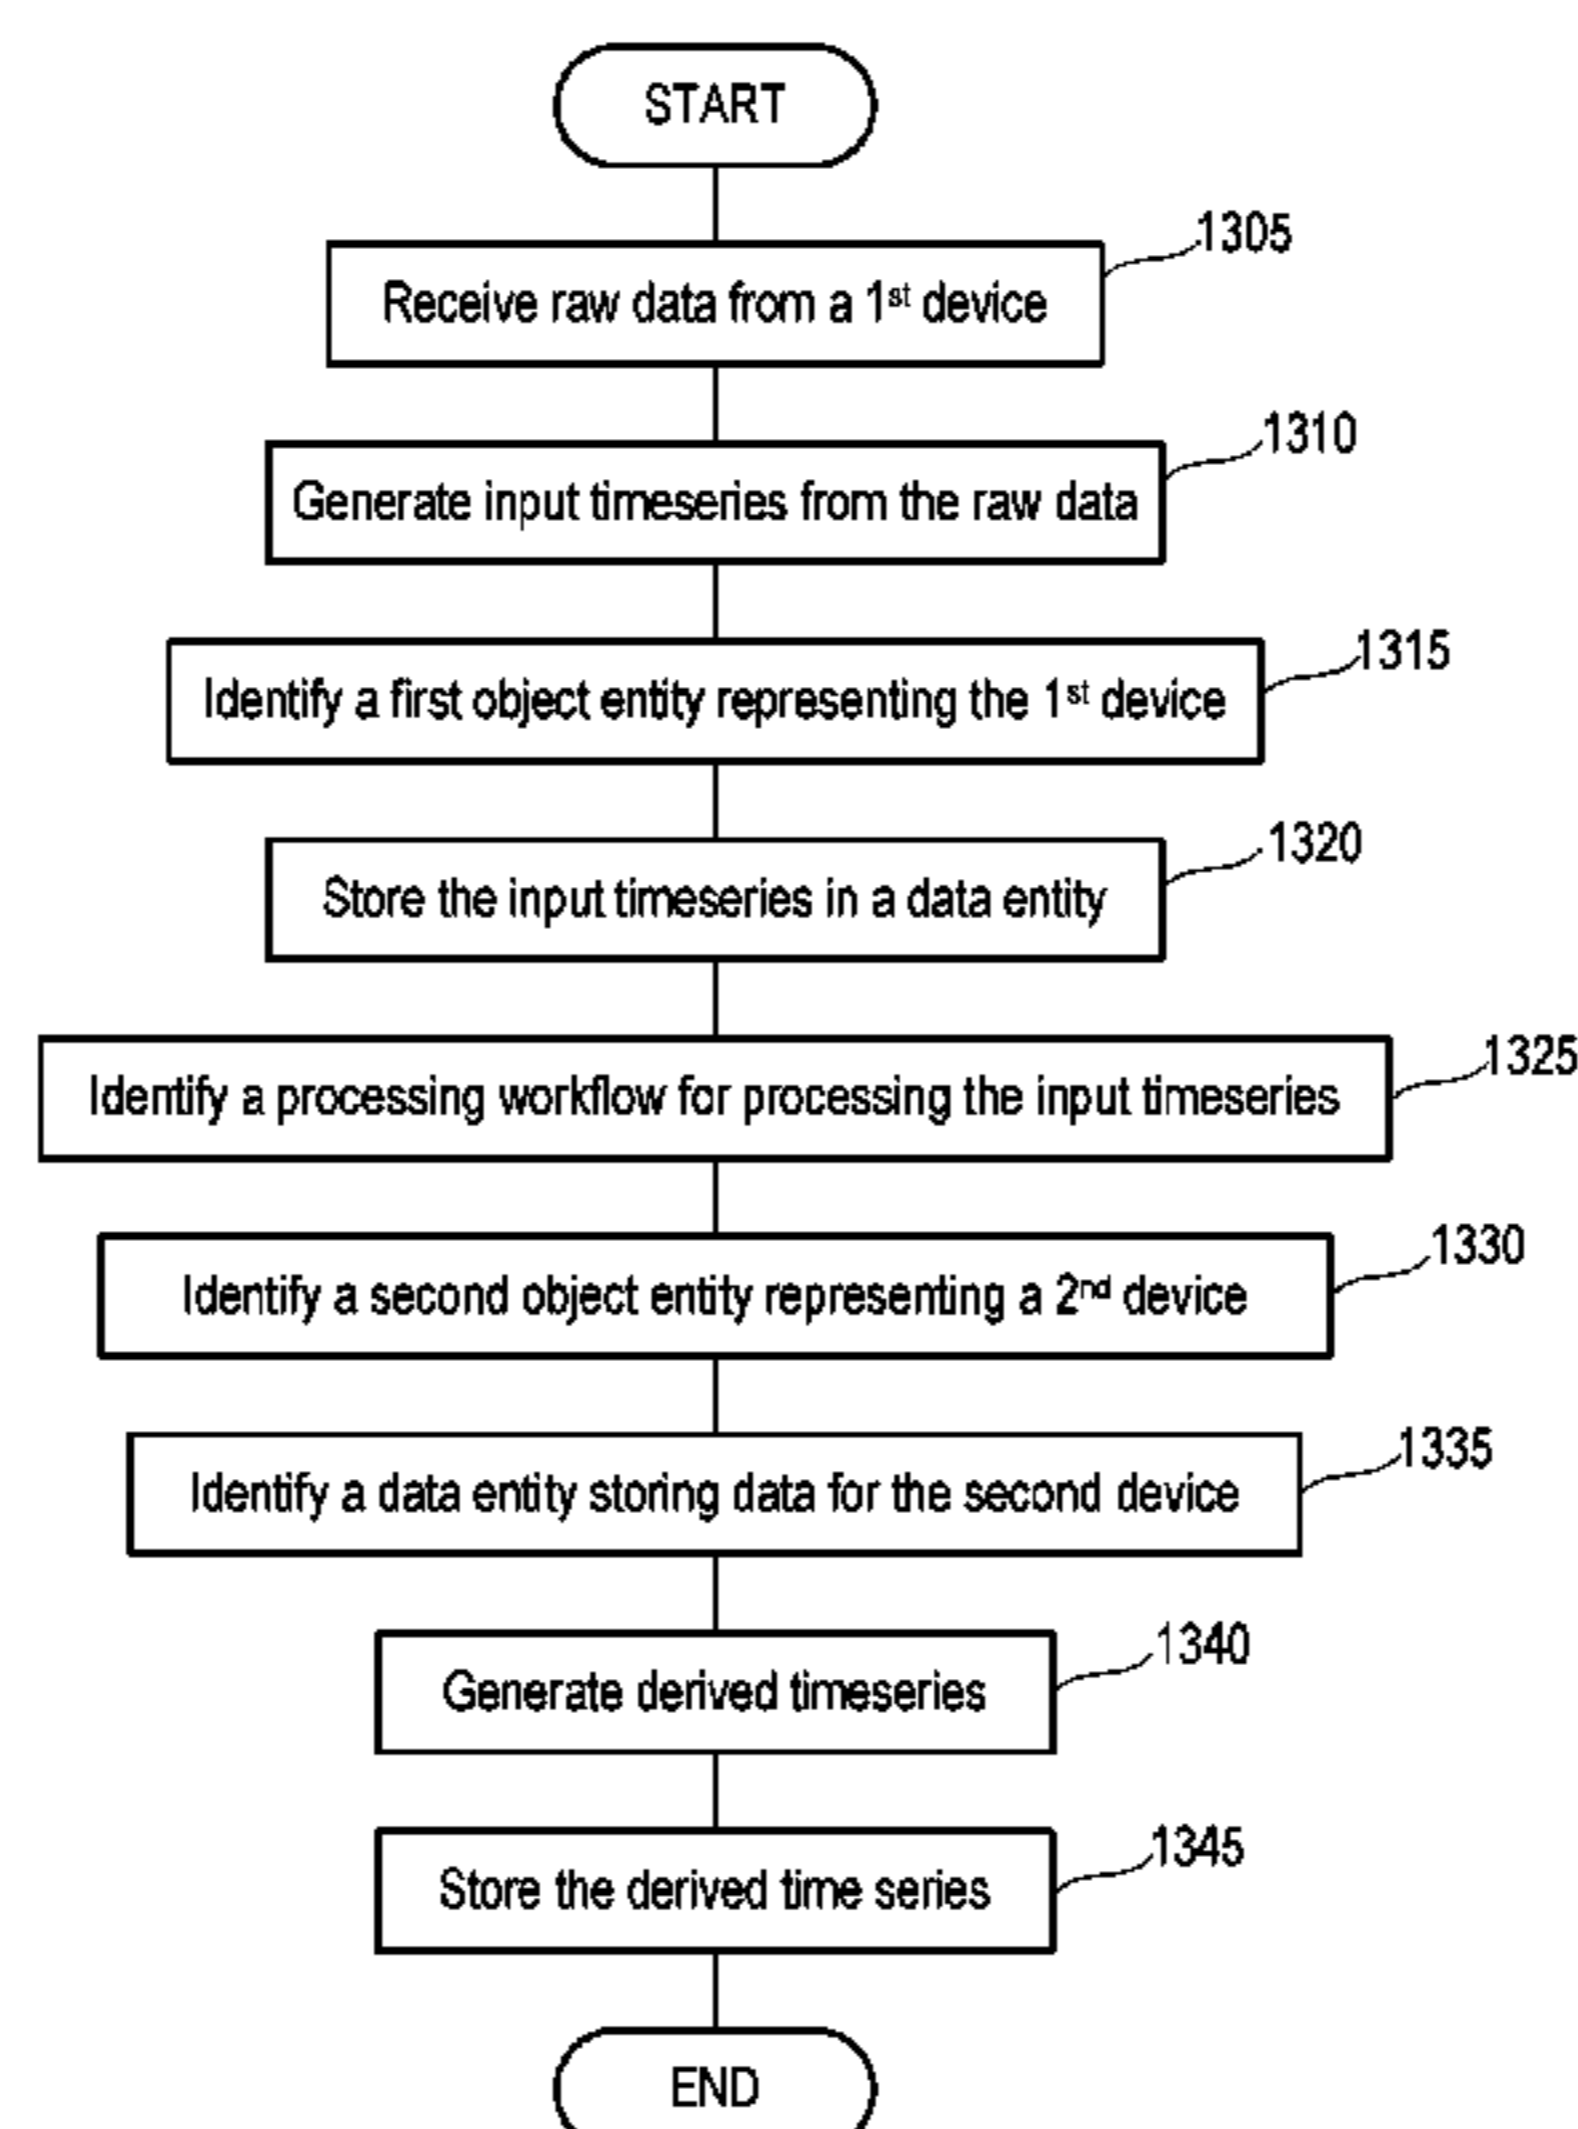 START
1305
Receive raw data from a 1st device
1310
Generate input timeseries from the raw data
1315
Identify a first object entity representing the 1st device
1320
Store the input timeseries in a data entity
1325
Identify a processing workflow for processing the input timeseries
1330
Identify a second object entity representing a 2nd device
1335
Identify a data entity storing data for the second device
1340
Generate derived timeseries
1345
Store the derived time series
END